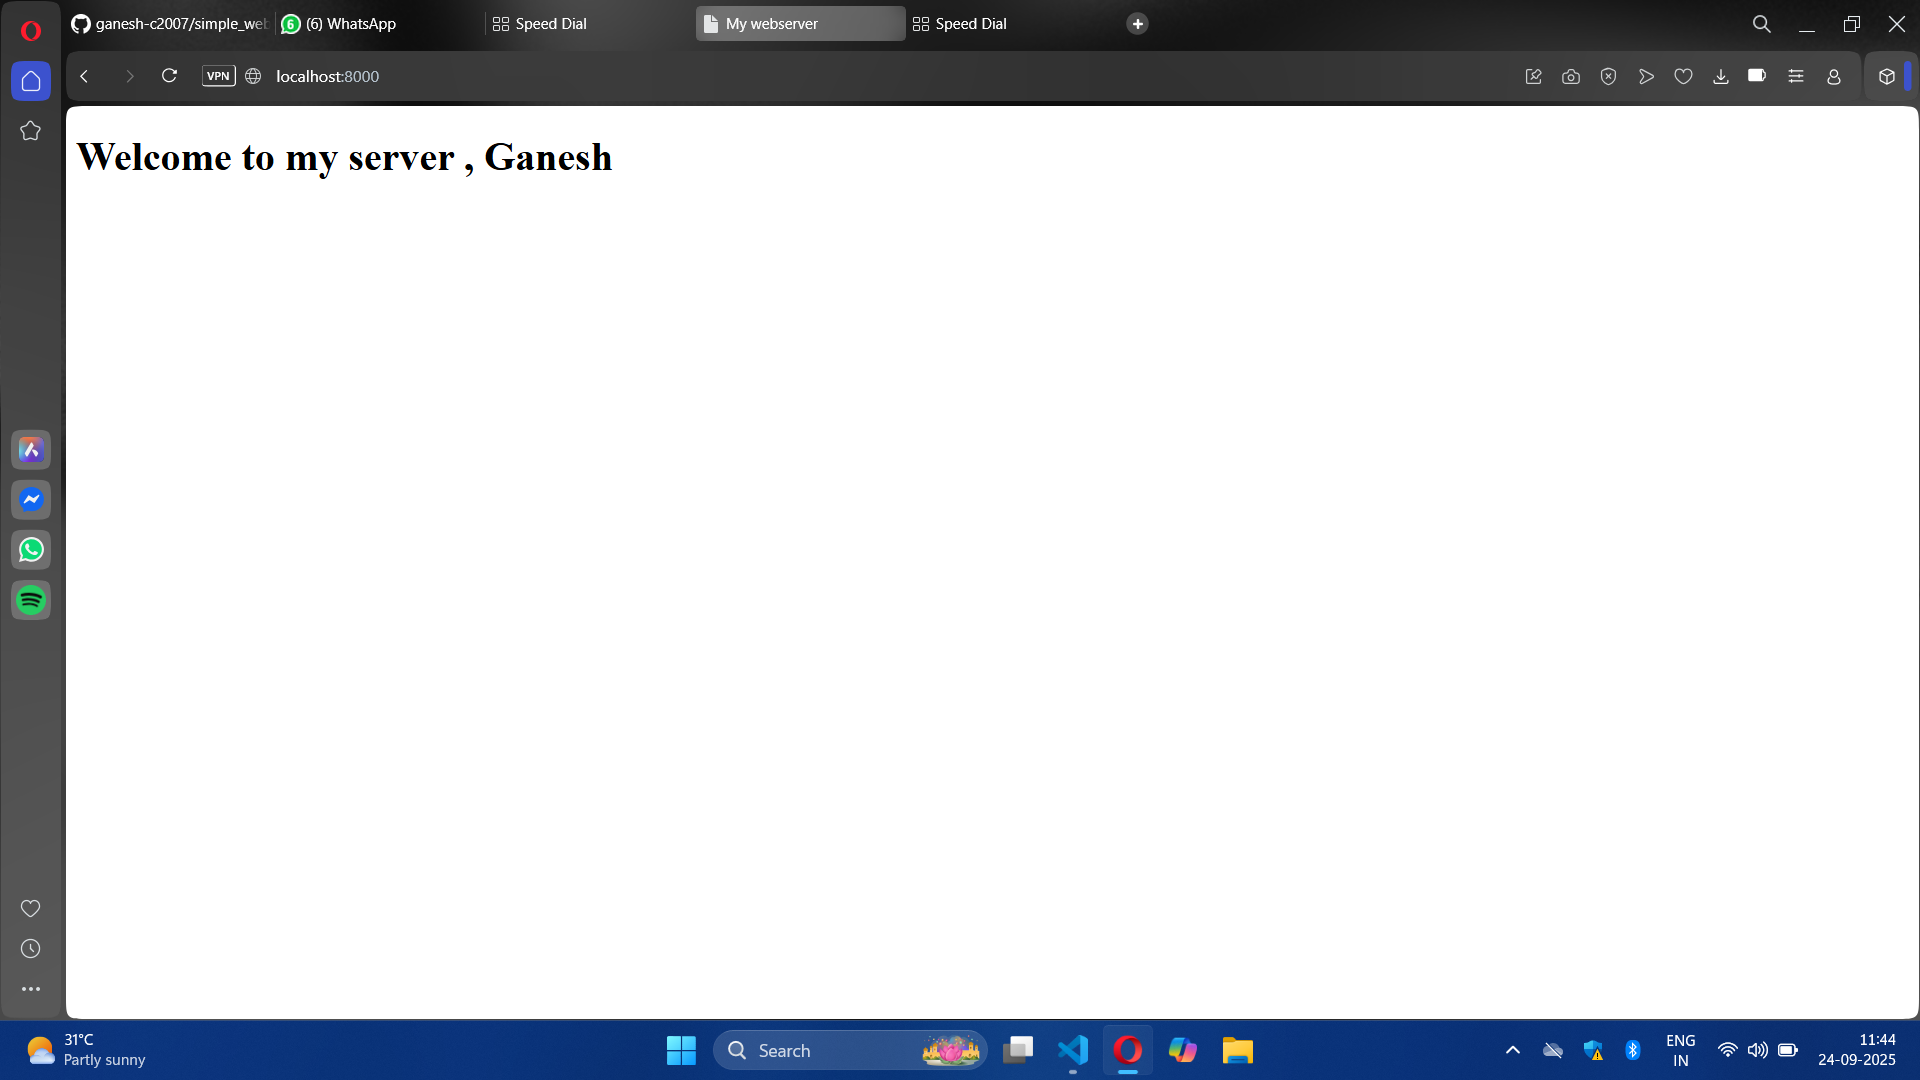 ganesh-c2007/simple_web
6
(6) WhatsApp
Speed Dial
My webserver
Speed Dial
VPN
localhost:8000
Welcome to my server , Ganesh
31°C
Partly sunny
Search
ENG
IN
11:44
24-09-2025